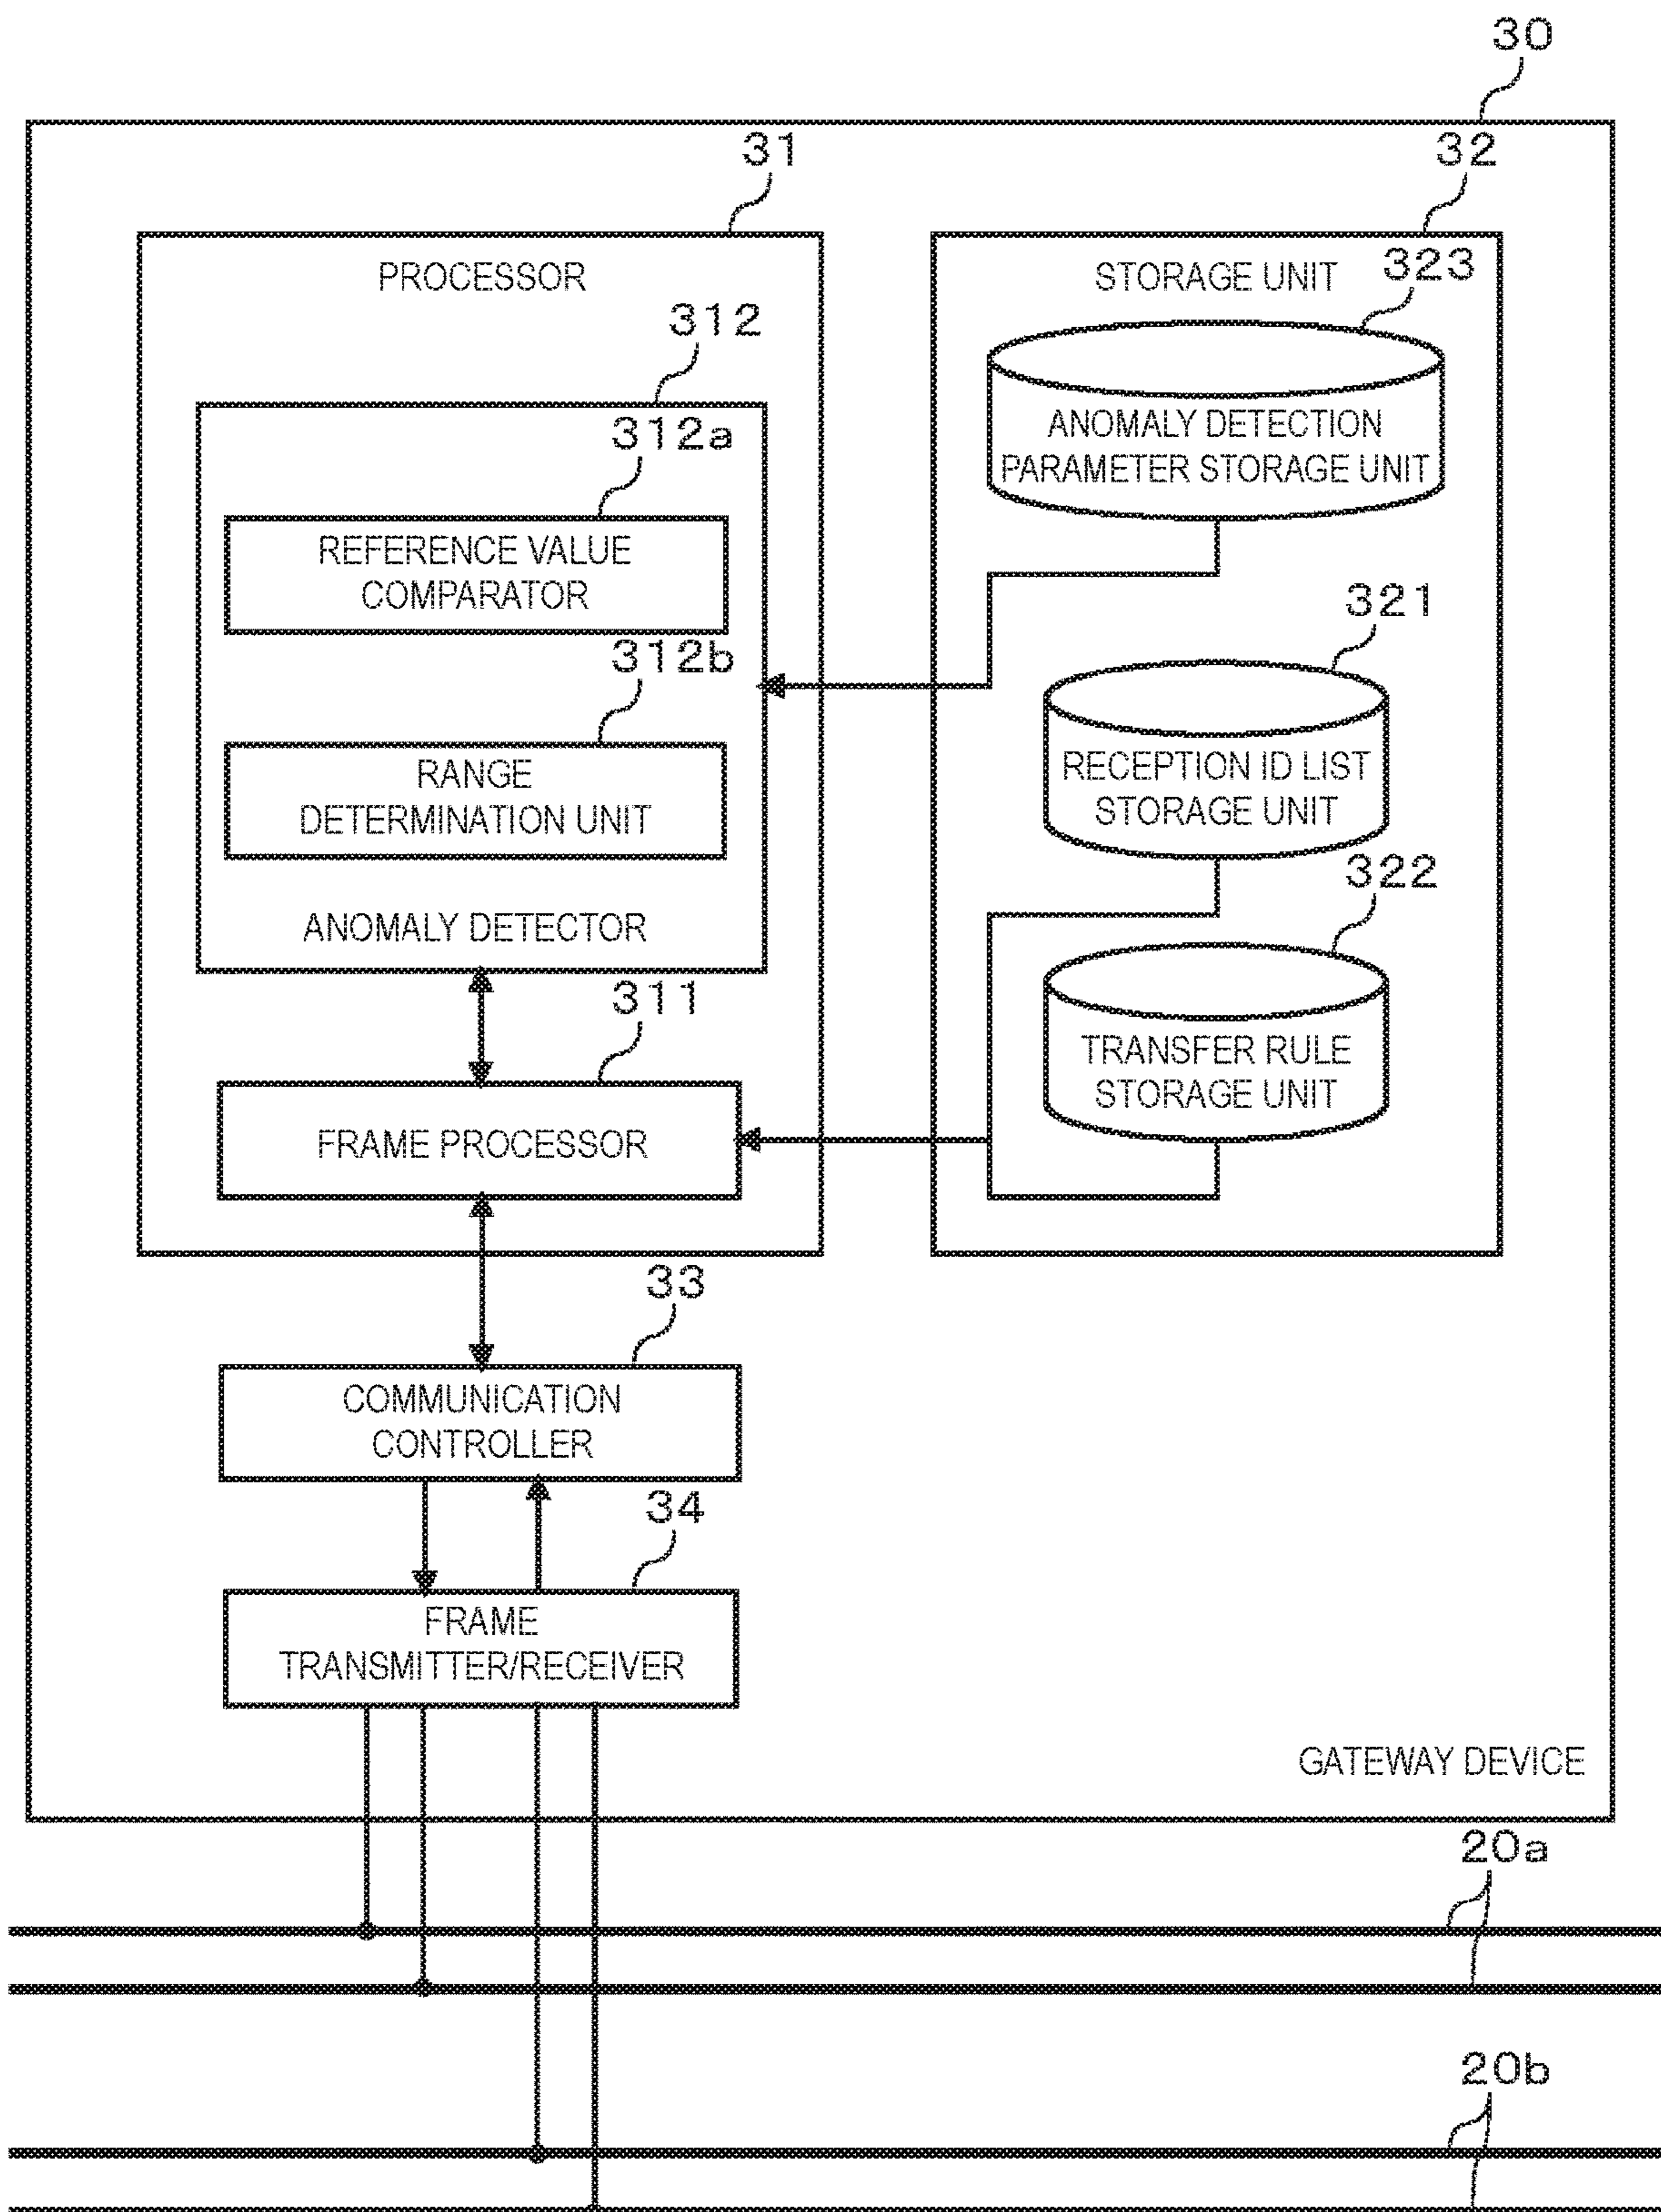 30
31
32
PROCESSOR
STORAGE UNIT
323
312
312a
ANOMALY DETECTION
PARAMETER STORAGE UNIT
REFERENCE VALUE
COMPARATOR
321
312b
RECEPTION ID LIST
STORAGE UNIT
RANGE
DETERMINATION UNIT
322
ANOMALY DETECTOR
311
TRANSFER RULE
STORAGE UNIT
FRAME PROCESSOR
33
COMMUNICATION
CONTROLLER
34
FRAME
TRANSMITTER/RECEIVER
GATEWAY DEVICE
20a
20b